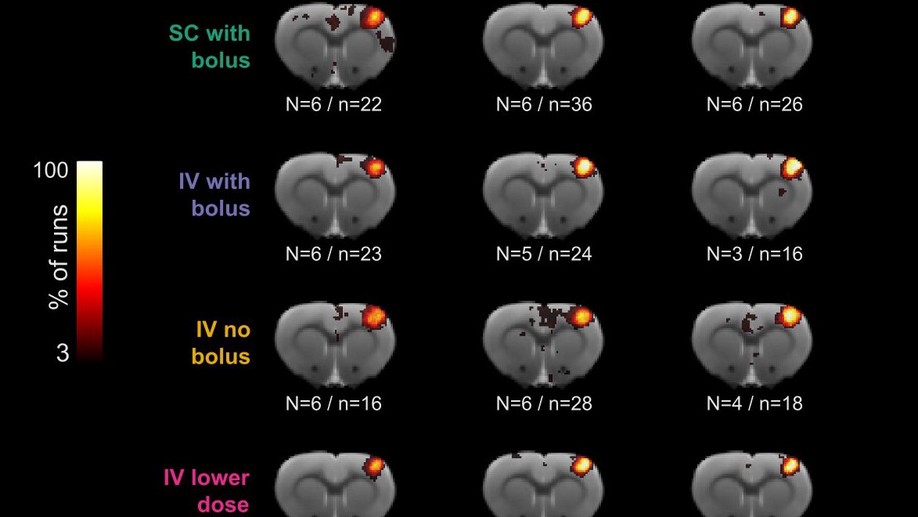 SC with
bolus
N=6 / n=22
N=6 / n=36
N=6 / n=26
100
% of runs
3
IV with
bolus
N=6 / n=23
N=5 / n=24
N=3 / n=16
IV no
bolus
N=6 / n=16
N=6 / n=28
N=4 / n=18
IV lower
dose